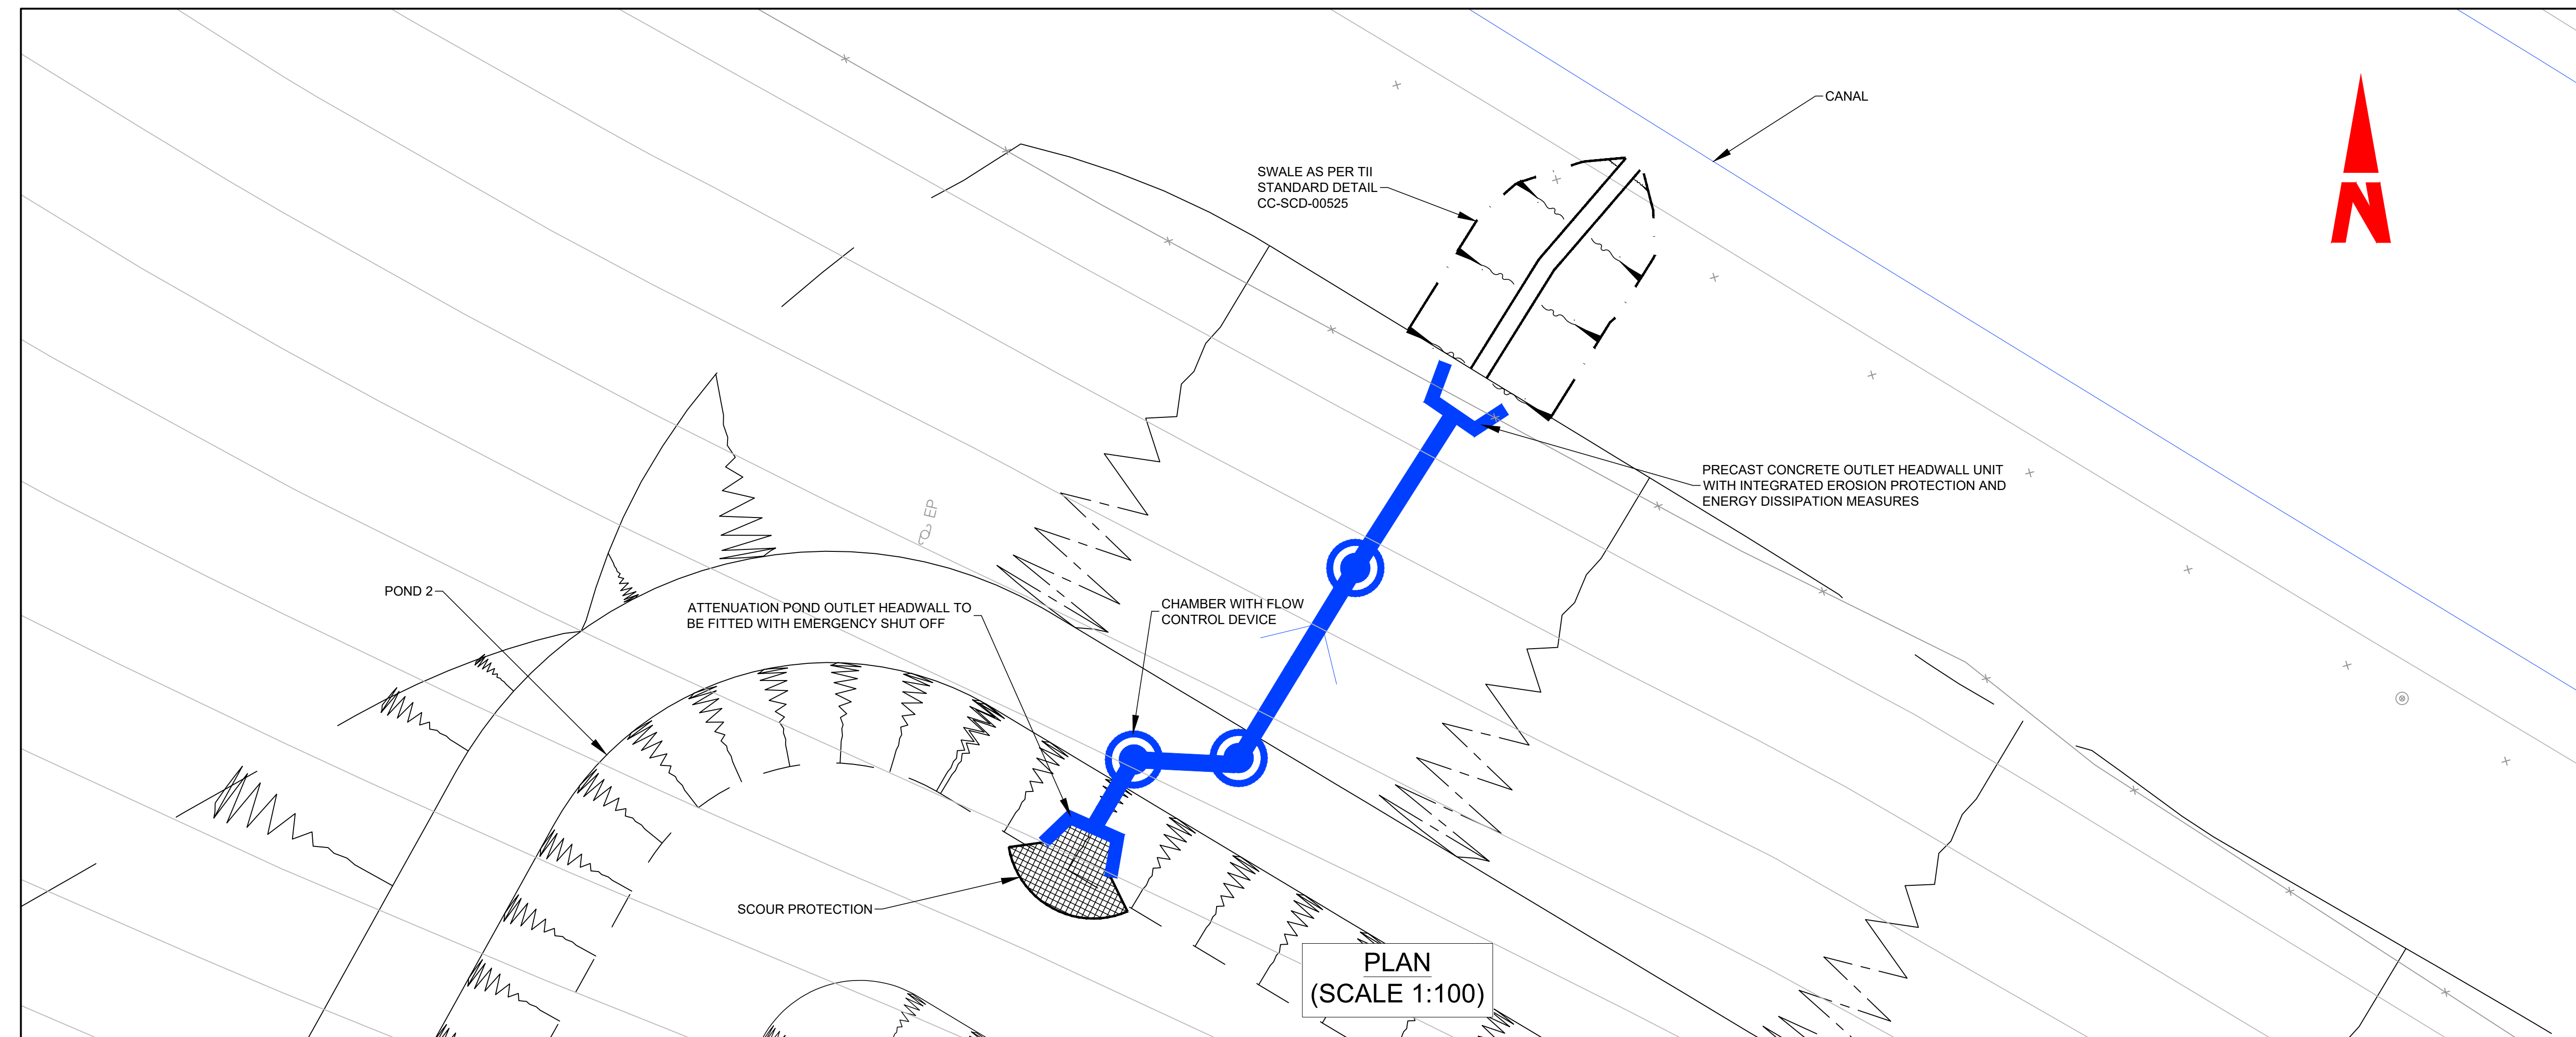 CANAL
SWALE AS PER TII
STANDARD DETAIL
CC-SCD-00525
N
PRECAST CONCRETE OUTLET HEADWALL UNIT
WITH INTEGRATED EROSION PROTECTION AND
ENERGY DISSIPATION MEASURES
EP
POND 2
ATTENUATION POND OUTLET HEADWALL TO
BE FITTED WITH EMERGENCY SHUT OFF
CHAMBER WITH FLOW
CONTROL DEVICE
SCOUR PROTECTION
PLAN
(SCALE 1:100)